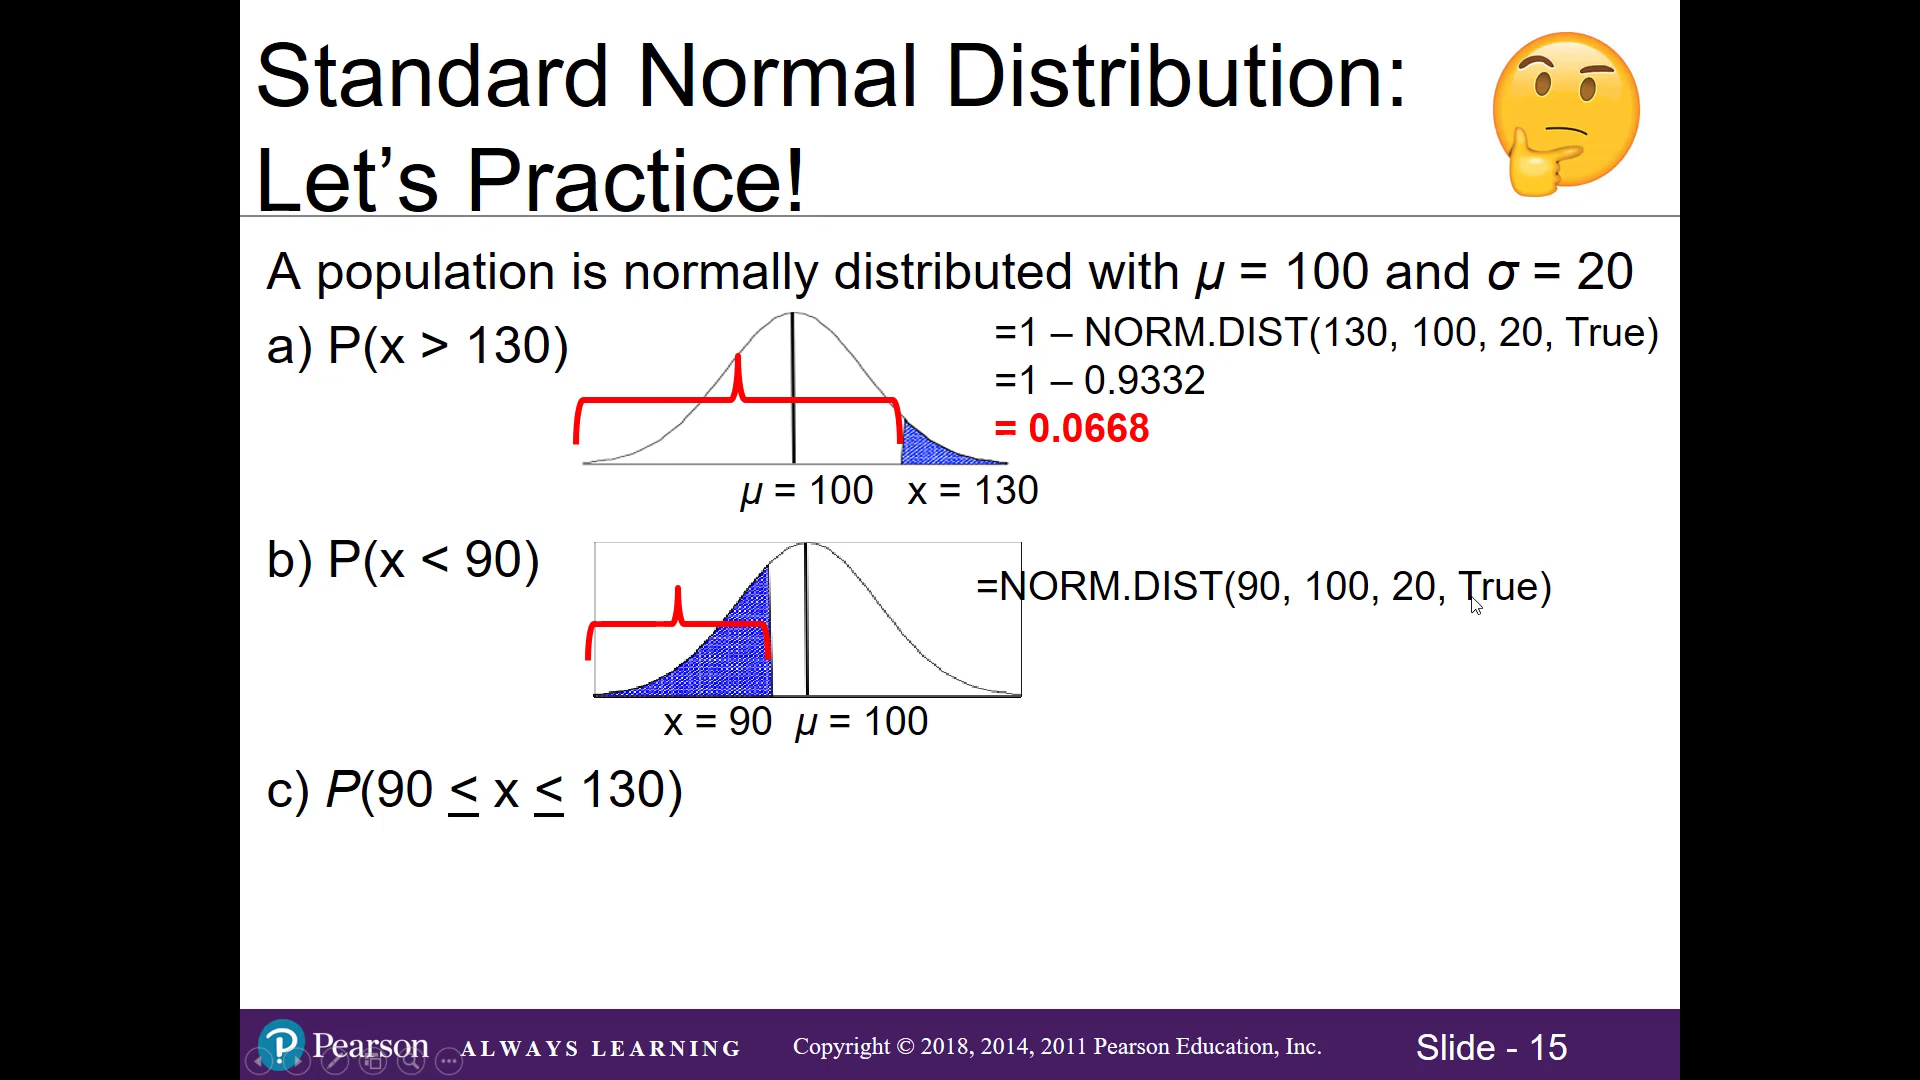 Standard Normal Distribution:
Let’s Practice!
A population is normally distributed with μ = 100 and σ = 20
a) P(x > 130)
=1 – NORM.DIST(130, 100, 20, True)
=1 – 0.9332
= 0.0668
μ = 100 x = 130
b) P(x < 90)
=NORM.DIST(90, 100, 20, True)
x = 90 μ = 100
c) P(90 ≤ x ≤ 130)
Pearson ALWAYS LEARNING Copyright © 2018, 2014, 2011 Pearson Education, Inc. Slide - 15